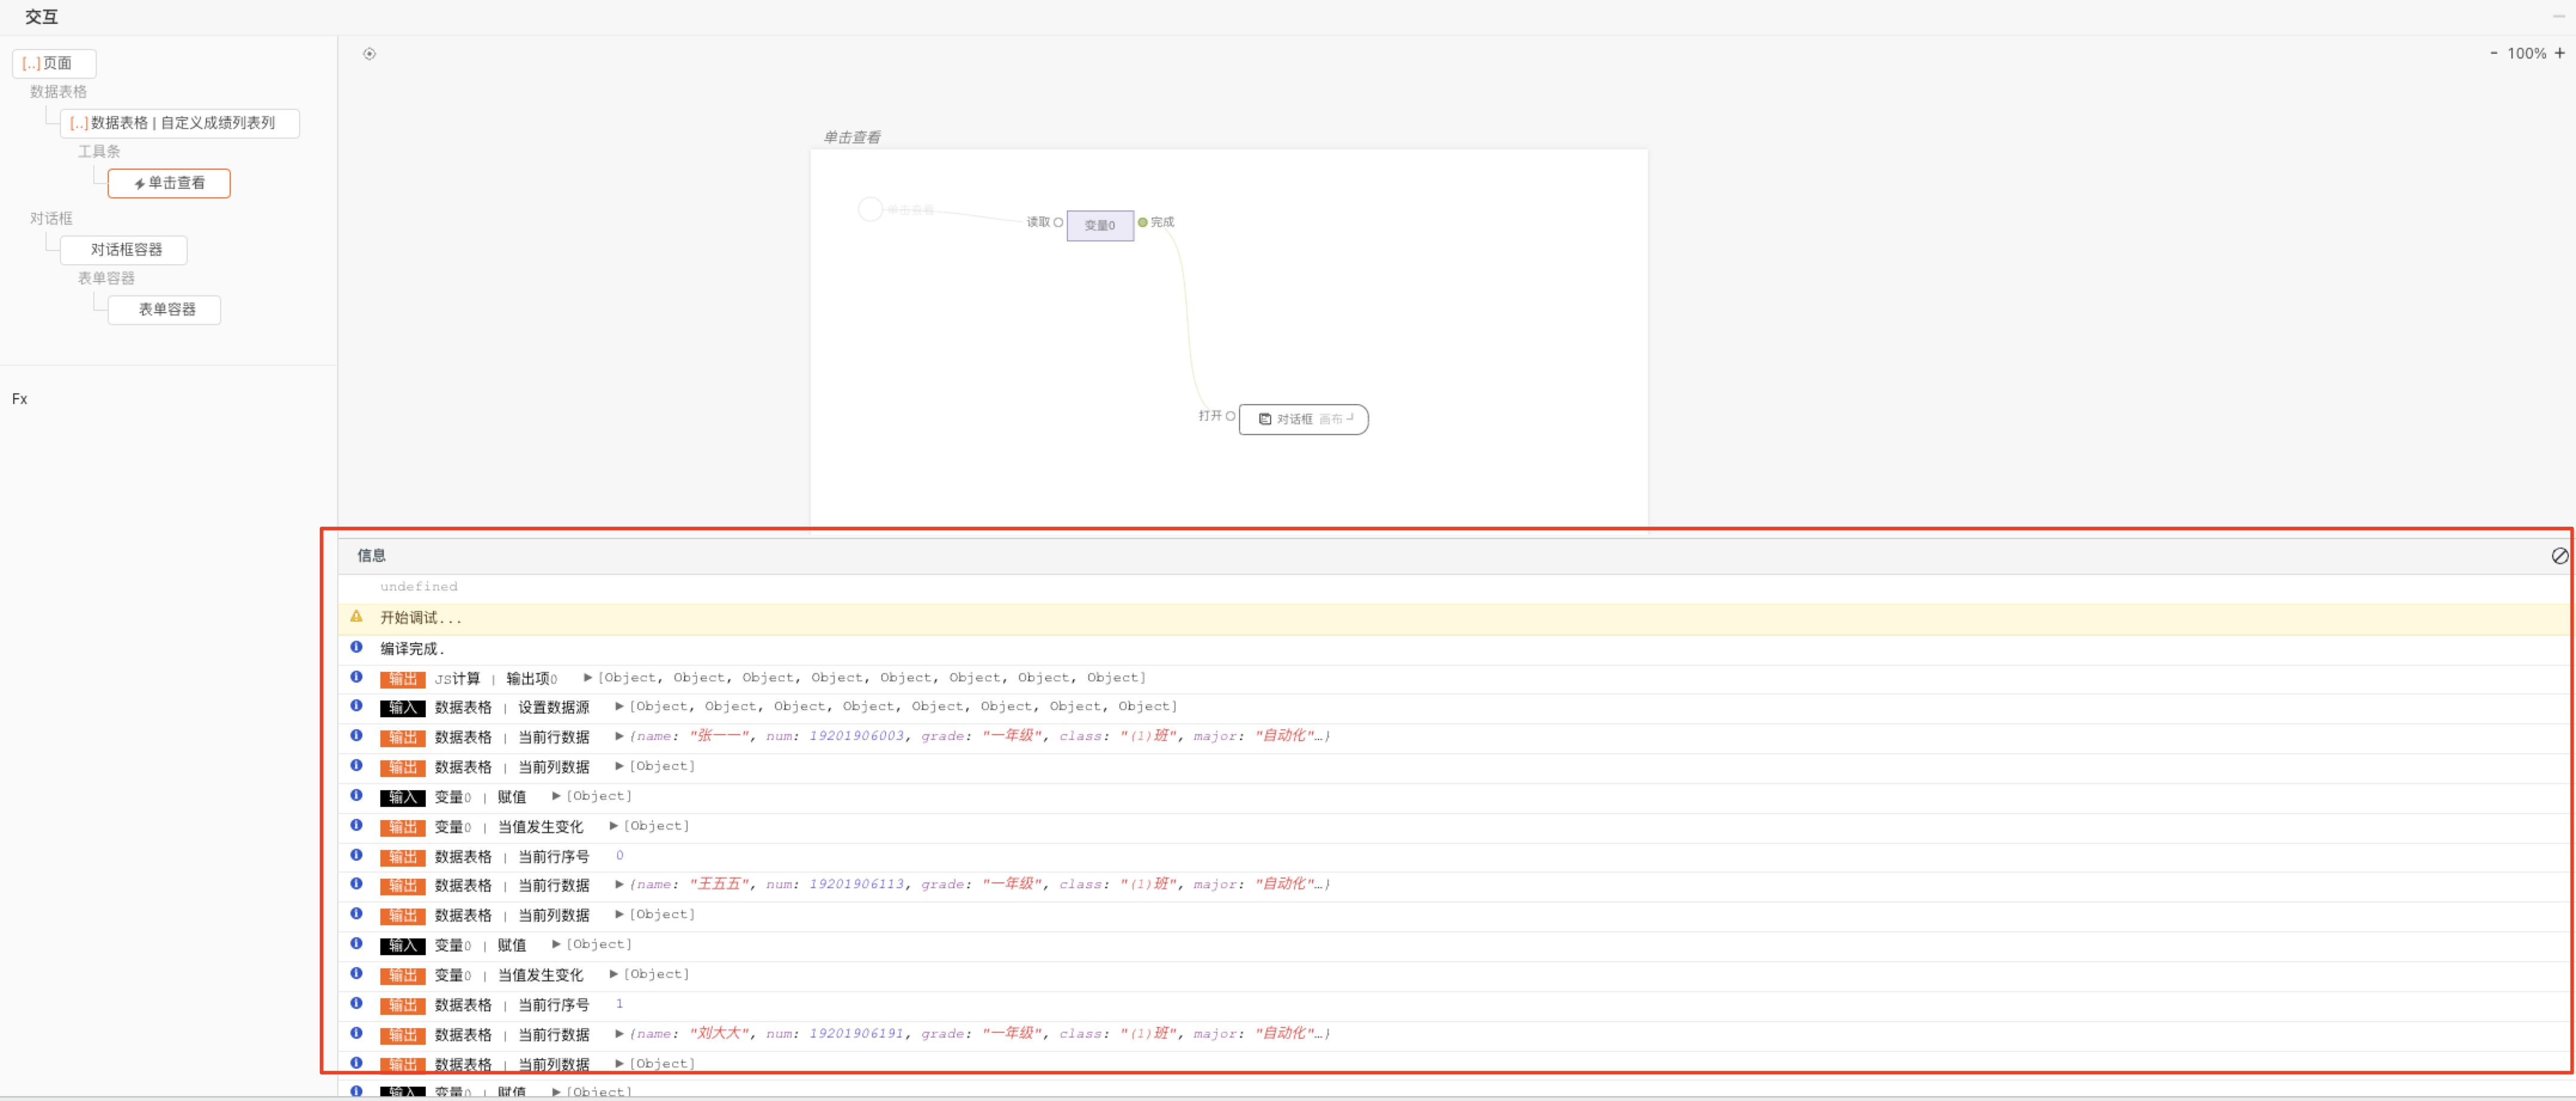 交互
[..]页面
数据表格
[..]数据表格 | 自定义成绩列表列
工具条
单击查看
对话框
对话框容器
表单容器
表单容器
Fx
- 100% +
单击查看
单击查看
读取 变量0 完成
打开 对话框 画布
信息
undefined
开始调试...
编译完成.
输出 JS计算 | 输出项0 ▶[Object, Object, Object, Object, Object, Object, Object, Object]
输入 数据表格 | 设置数据源 ▶[Object, Object, Object, Object, Object, Object, Object, Object]
输出 数据表格 | 当前行数据 ▶{name: "张一一", num: 19201906003, grade: "一年级", class: "(1)班", major: "自动化"…}
输出 数据表格 | 当前列数据 ▶[Object]
输入 变量0 | 赋值 ▶[Object]
输出 变量0 | 当值发生变化 ▶[Object]
输出 数据表格 | 当前行序号 0
输出 数据表格 | 当前行数据 ▶{name: "王五五", num: 19201906113, grade: "一年级", class: "(1)班", major: "自动化"…}
输出 数据表格 | 当前列数据 ▶[Object]
输入 变量0 | 赋值 ▶[Object]
输出 变量0 | 当值发生变化 ▶[Object]
输出 数据表格 | 当前行序号 1
输出 数据表格 | 当前行数据 ▶{name: "刘大大", num: 19201906191, grade: "一年级", class: "(1)班", major: "自动化"…}
输出 数据表格 | 当前列数据 ▶[Object]
输入 变量0 | 赋值 ▶[Object]